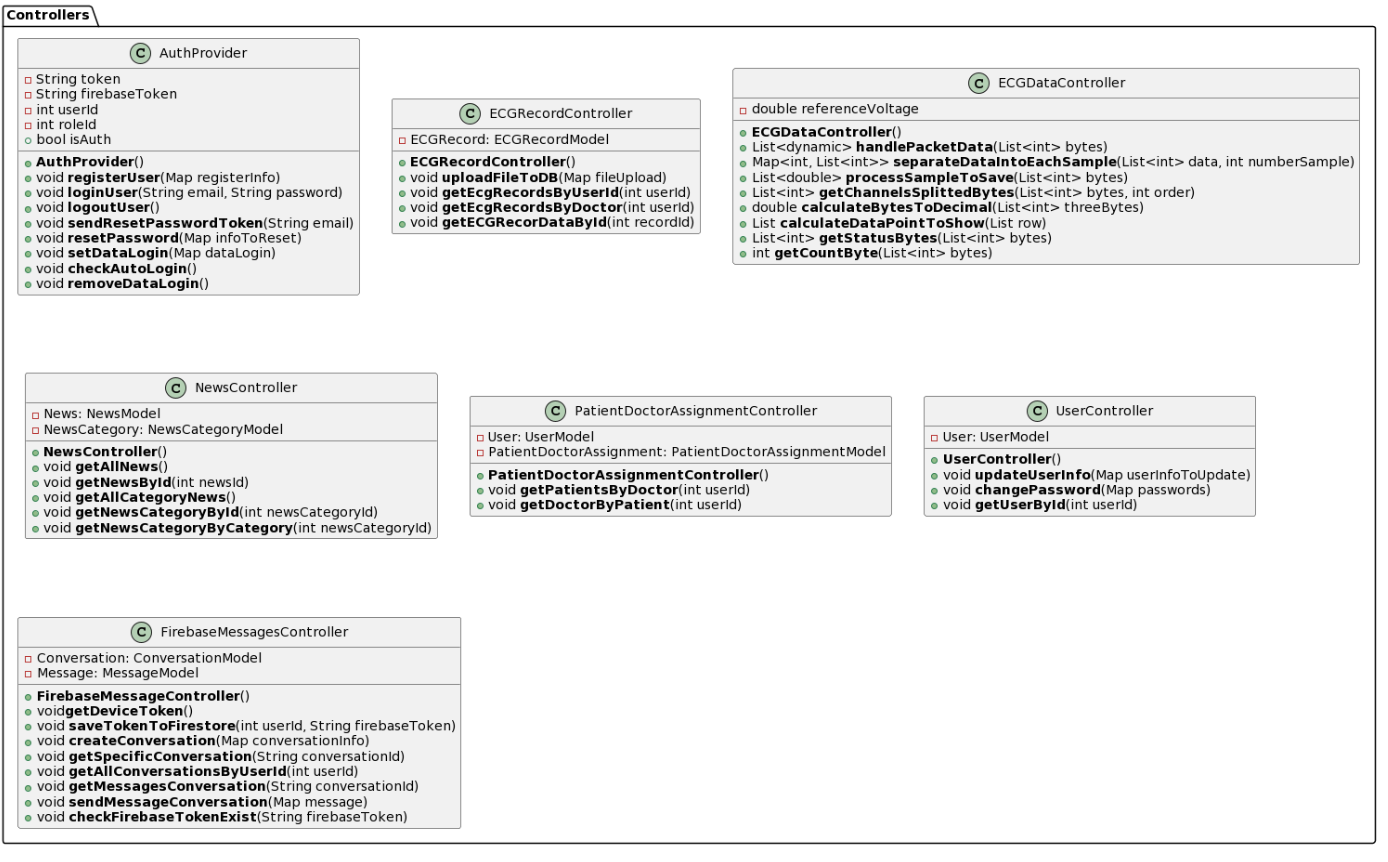 Controllers
C AuthProvider
String token
String firebaseToken
int userId
int roleId
bool isAuth
AuthProvider()
void registerUser(Map registerInfo)
void loginUser(String email, String password)
void logoutUser()
void sendResetPasswordToken(String email)
void resetPassword(Map infoToReset)
void setDataLogin(Map dataLogin)
void checkAutoLogin()
void removeDataLogin()
C ECGRecordController
ECGRecord: ECGRecordModel
ECGRecordController()
void uploadFileToDB(Map fileUpload)
void getEcgRecordsByUserId(int userId)
void getEcgRecordsByDoctor(int userId)
void getECGRecorDataById(int recordId)
C ECGDataController
double referenceVoltage
ECGDataController()
List<dynamic> handlePacketData(List<int> bytes)
Map<int, List<int>> separateDataIntoEachSample(List<int> data, int numberSample)
List<double> processSampleToSave(List<int> bytes)
List<int> getChannelsSplittedBytes(List<int> bytes, int order)
double calculateBytesToDecimal(List<int> threeBytes)
List calculateDataPointToShow(List row)
List<int> getStatusBytes(List<int> bytes)
int getCountByte(List<int> bytes)
C NewsController
News: NewsModel
NewsCategory: NewsCategoryModel
NewsController()
void getAllNews()
void getNewsById(int newsId)
void getAllCategoryNews()
void getNewsCategoryById(int newsCategoryId)
void getNewsCategoryByCategory(int newsCategoryId)
C PatientDoctorAssignmentController
User: UserModel
PatientDoctorAssignment: PatientDoctorAssignmentModel
PatientDoctorAssignmentController()
void getPatientsByDoctor(int userId)
void getDoctorByPatient(int userId)
C UserController
User: UserModel
UserController()
void updateUserInfo(Map userInfoToUpdate)
void changePassword(Map passwords)
void getUserById(int userId)
C FirebaseMessagesController
Conversation: ConversationModel
Message: MessageModel
FirebaseMessageController()
voidgetDeviceToken()
void saveTokenToFirestore(int userId, String firebaseToken)
void createConversation(Map conversationInfo)
void getSpecificConversation(String conversationId)
void getAllConversationsByUserId(int userId)
void getMessagesConversation(String conversationId)
void sendMessageConversation(Map message)
void checkFirebaseTokenExist(String firebaseToken)